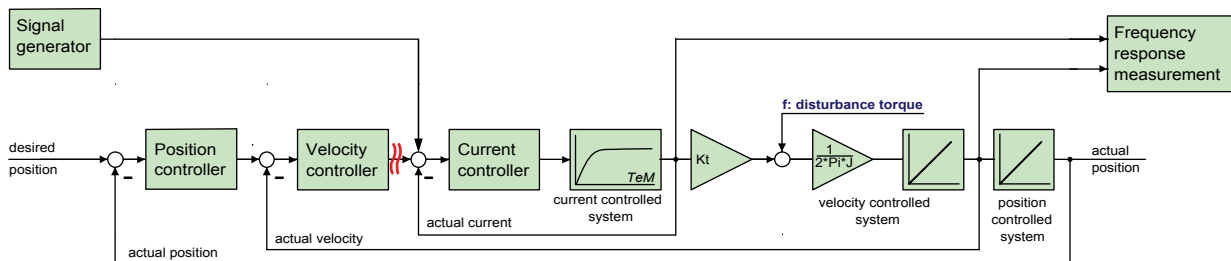 Signal
generator
Frequency
response
measurement
f: disturbance torque
desired
position
Position
controller
Velocity
controller
Current
controller
TeM
current controlled
system
Kt
1
2*Pi*J
velocity controlled
system
position
controlled
system
actual
position
-
-
-
actual current
actual velocity
actual position